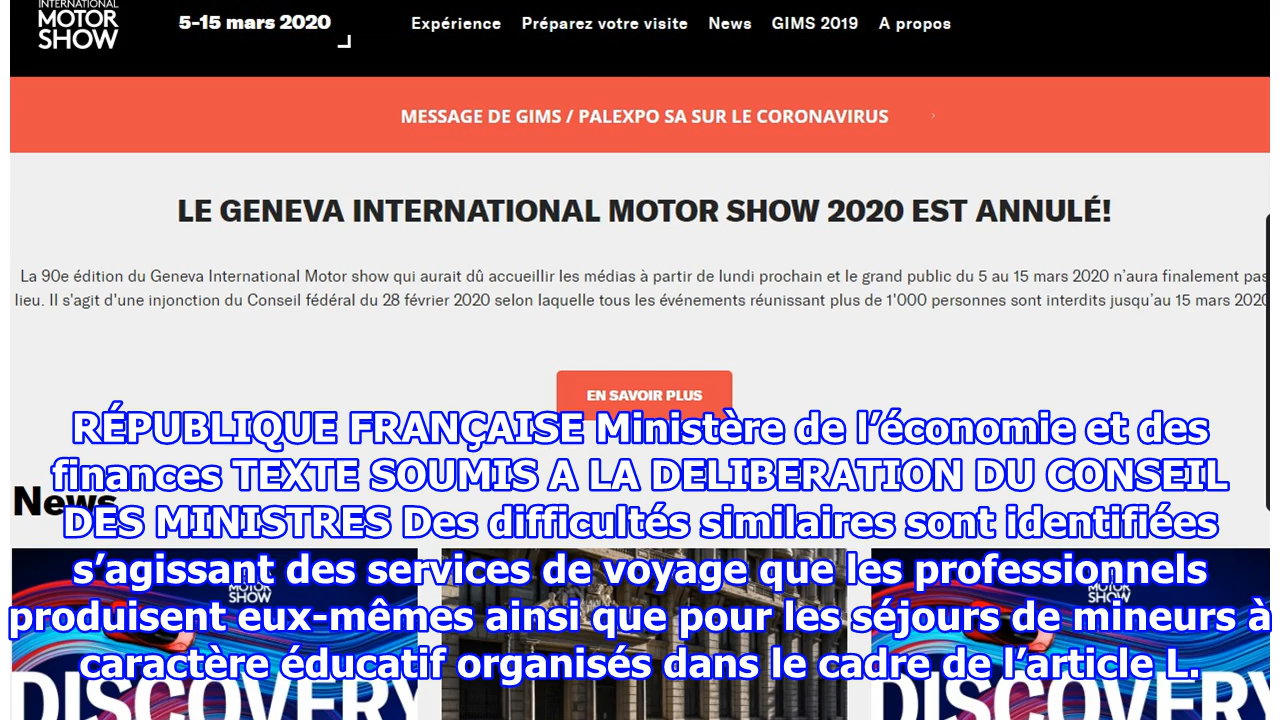 INTERNATIONAL
MOTOR
SHOW
5-15 mars 2020
Expérience Préparez votre visite News GIMS 2019 A propos
MESSAGE DE GIMS / PALEXPO SA SUR LE CORONAVIRUS
LE GENEVA INTERNATIONAL MOTOR SHOW 2020 EST ANNULÉ!
La 90e édition du Geneva International Motor show qui aurait dû accueillir les médias à partir de lundi prochain et le grand public du 5 au 15 mars 2020 n'aura finalement pas
lieu. Il s'agit d'une injonction du Conseil fédéral du 28 février 2020 selon laquelle tous les événements réunissant plus de 1'000 personnes sont interdits jusqu'au 15 mars 2020
EN SAVOIR PLUS
RÉPUBLIQUE FRANÇAISE Ministère de l’économie et des
finances TEXTE SOUMIS A LA DELIBERATION DU CONSEIL
News
DES MINISTRES Des difficultés similaires sont identifiées
s’agissant des services de voyage que les professionnels
produisent eux-mêmes ainsi que pour les séjours de mineurs à
caractère éducatif organisés dans le cadre de l’article L.
MOTOR
SHOW
MOTOR
SHOW
DISCOVERY
DISCOVERY